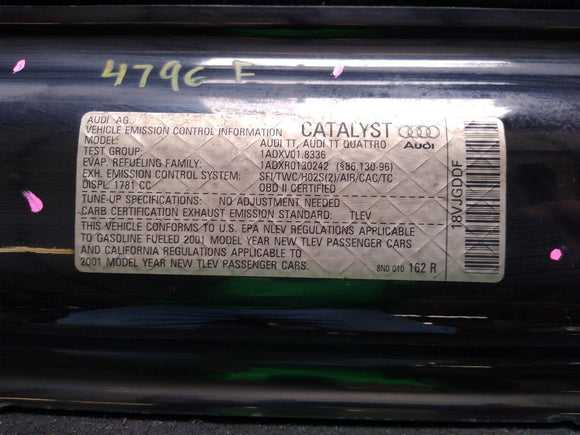 4796 F
AUDI AG
VEHICLE EMISSION CONTROL INFORMATION CATALYST Audi
MODEL: AUDI TT, AUDI TT QUATTRO
TEST GROUP: 1ADXV01.8336
EVAP. REFUELING FAMILY: 1ADXR0130242 (§86.130-96)
EXH. EMISSION CONTROL SYSTEM: SFI/TWC/HO2S(2)/AIR/CAC/TC
DISPL. 1781 CC OBD II CERTIFIED
TUNE-UP SPECIFICATIONS: NO ADJUSTMENT NEEDED
CARB CERTIFICATION EXHAUST EMISSION STANDARD: TLEV
THIS VEHICLE CONFORMS TO U.S. EPA NLEV REGULATIONS APPLICABLE
TO GASOLINE FUELED 2001 MODEL YEAR NEW TLEV PASSENGER CARS
AND CALIFORNIA REGULATIONS APPLICABLE TO
2001 MODEL YEAR NEW TLEV PASSENGER CARS.
8N0 010 162 R
18VJGDDF